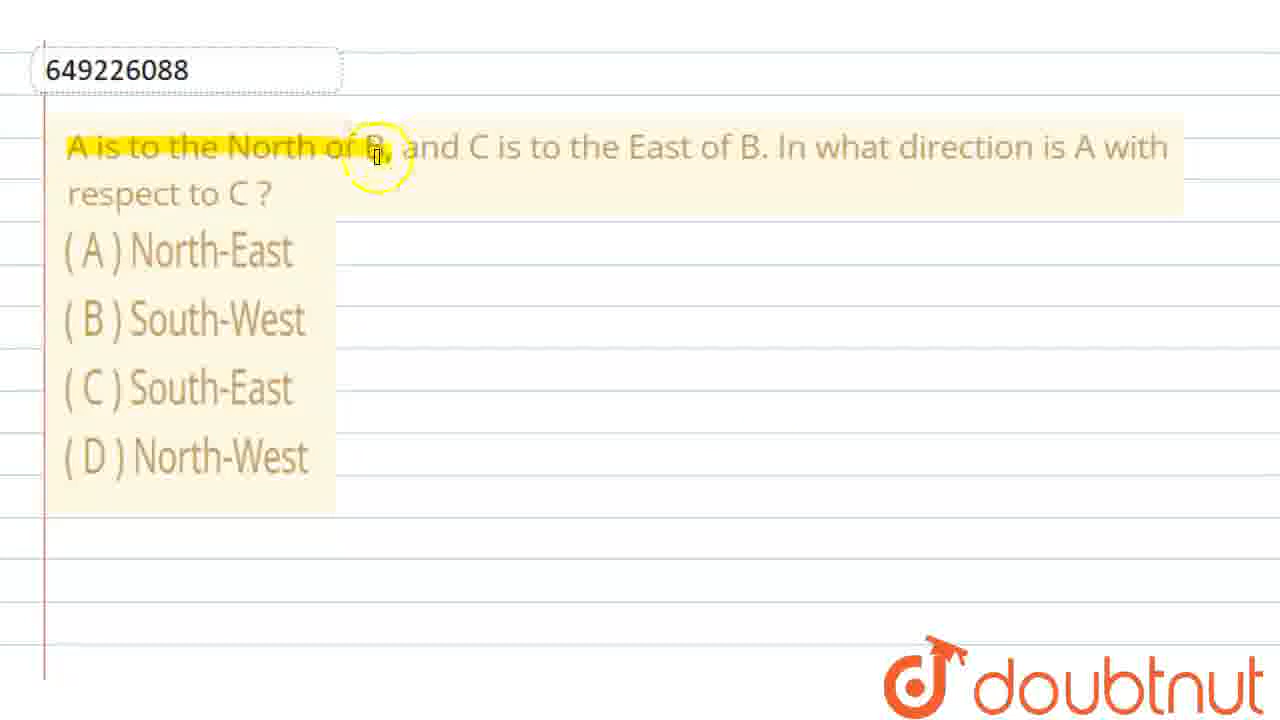 649226088
A is to the North of B, and C is to the East of B. In what direction is A with
respect to C ?
( A ) North-East
( B ) South-West
( C ) South-East
( D ) North-West
doubtnut